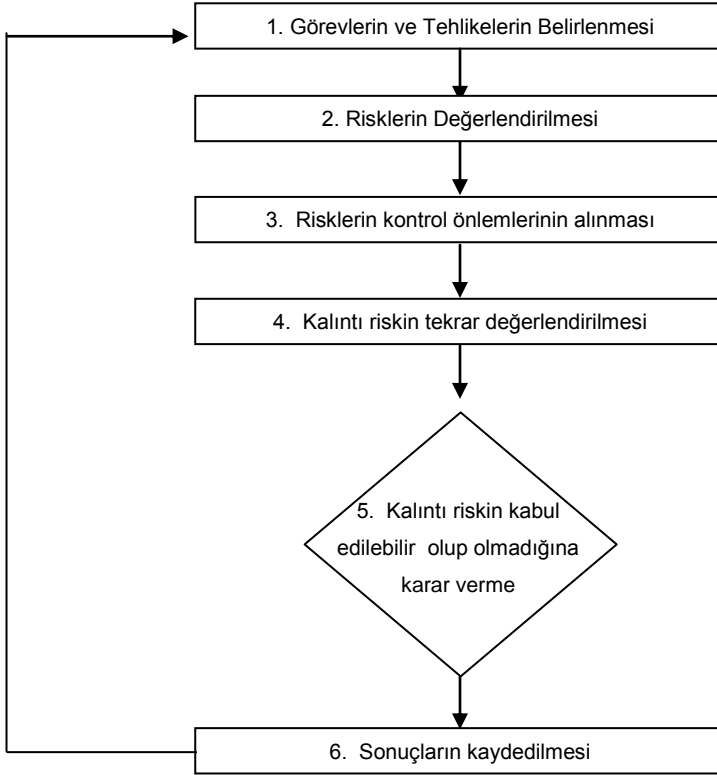 1. Görevlerin ve Tehlikelerin Belirlenmesi
2. Risklerin Değerlendirilmesi
3. Risklerin kontrol önlemlerinin alınması
4. Kalıntı riskin tekrar değerlendirilmesi
5. Kalıntı riskin kabul
edilebilir olup olmadığına
karar verme
6. Sonuçların kaydedilmesi